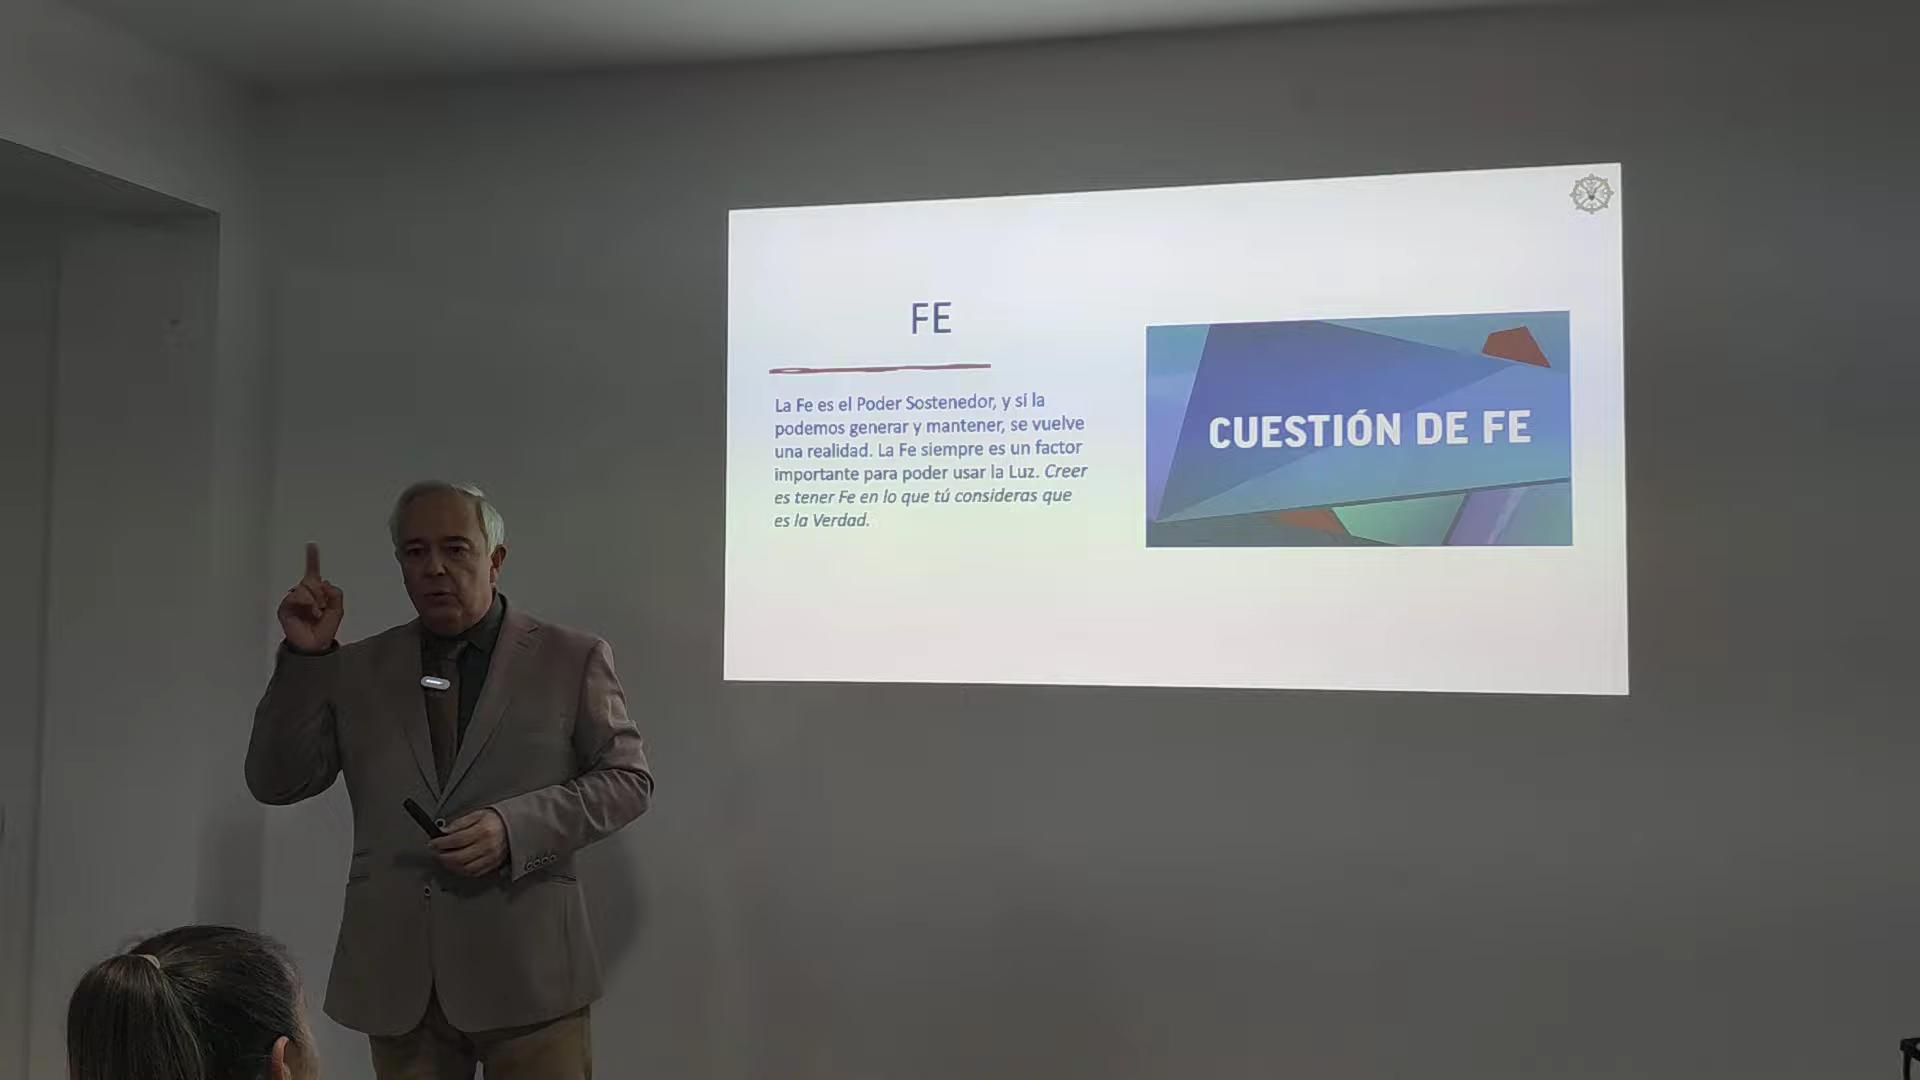 FE
La Fe es el Poder Sostenedor, y si la
podemos generar y mantener, se vuelve
una realidad. La Fe siempre es un factor
importante para poder usar la Luz. Creer
es tener Fe en lo que tú consideras que
es la Verdad.
CUESTIÓN DE FE